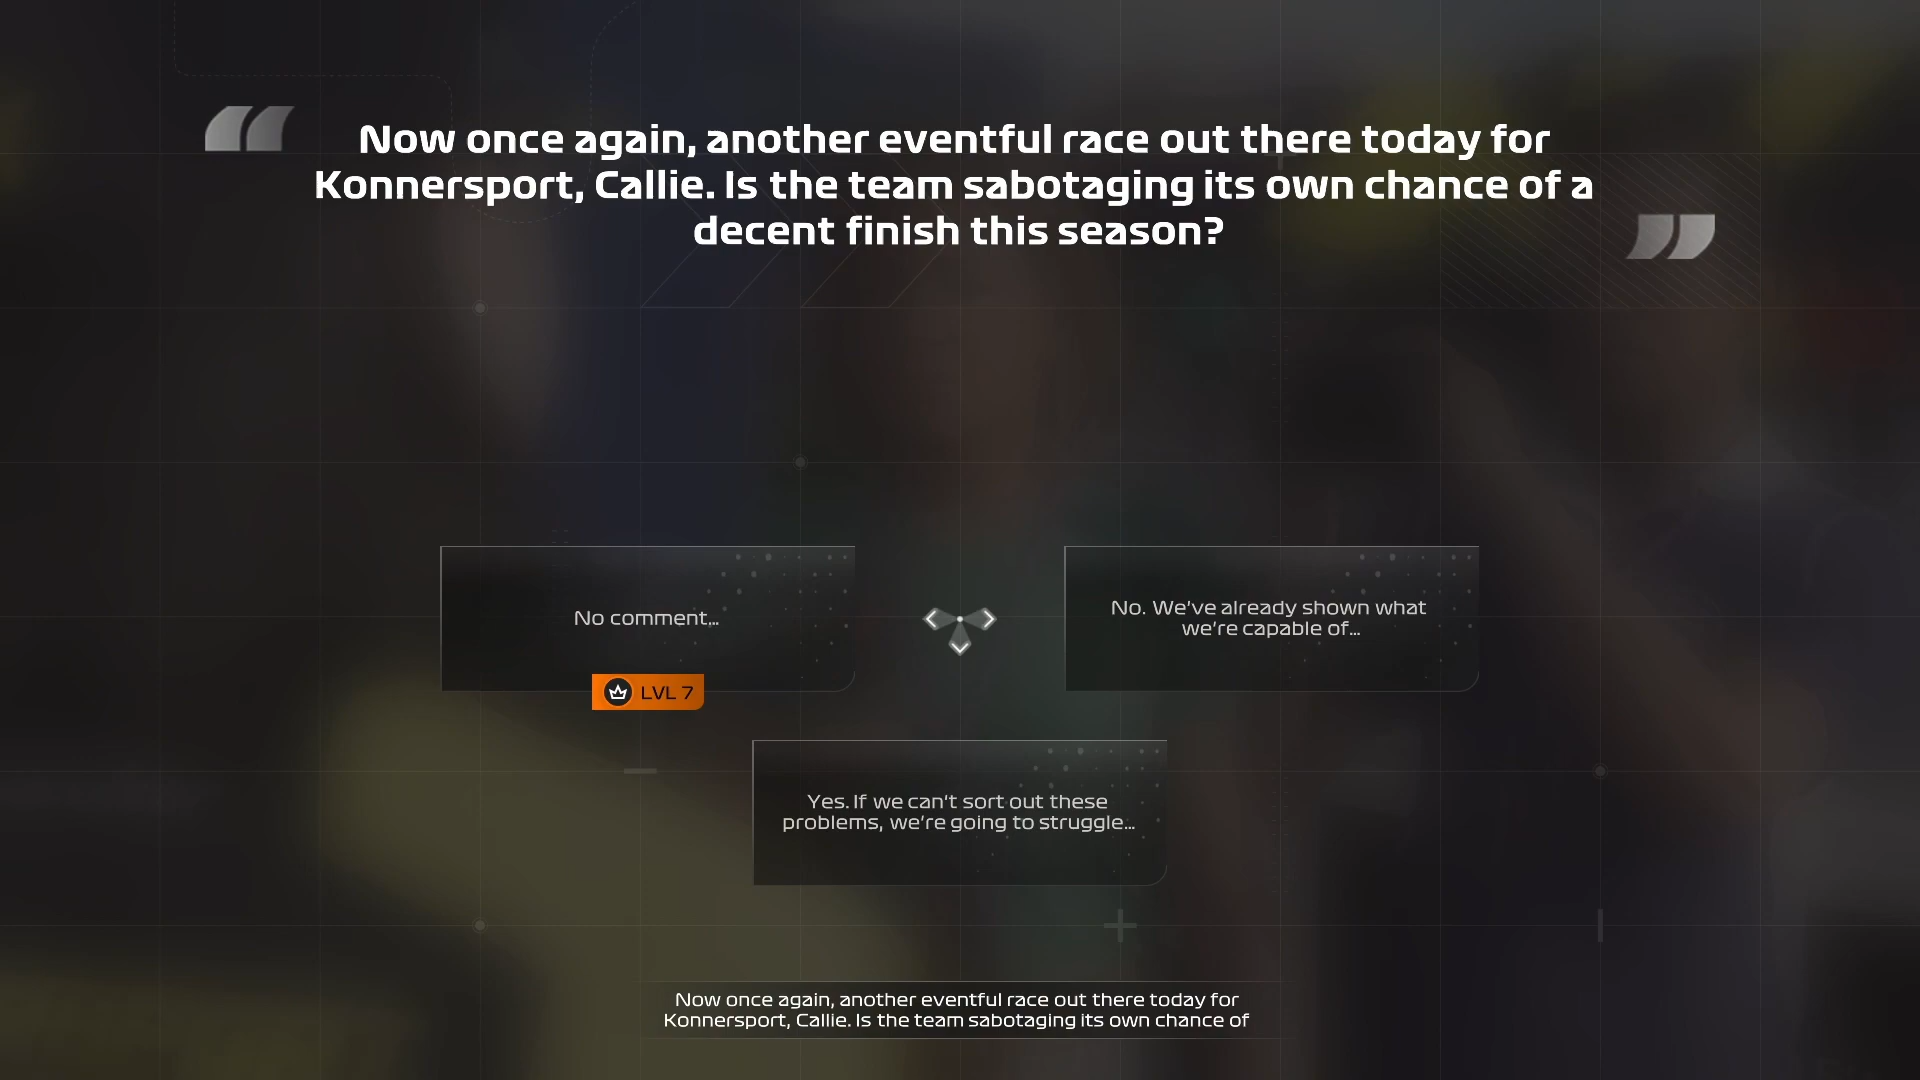 Now once again, another eventful race out there today for
Konnersport, Callie. Is the team sabotaging its own chance of a
decent finish this season?
No comment...
LVL 7
No. We've already shown what
we're capable of...
Yes. If we can't sort out these
problems, we're going to struggle...
Now once again, another eventful race out there today for
Konnersport, Callie. Is the team sabotaging its own chance of